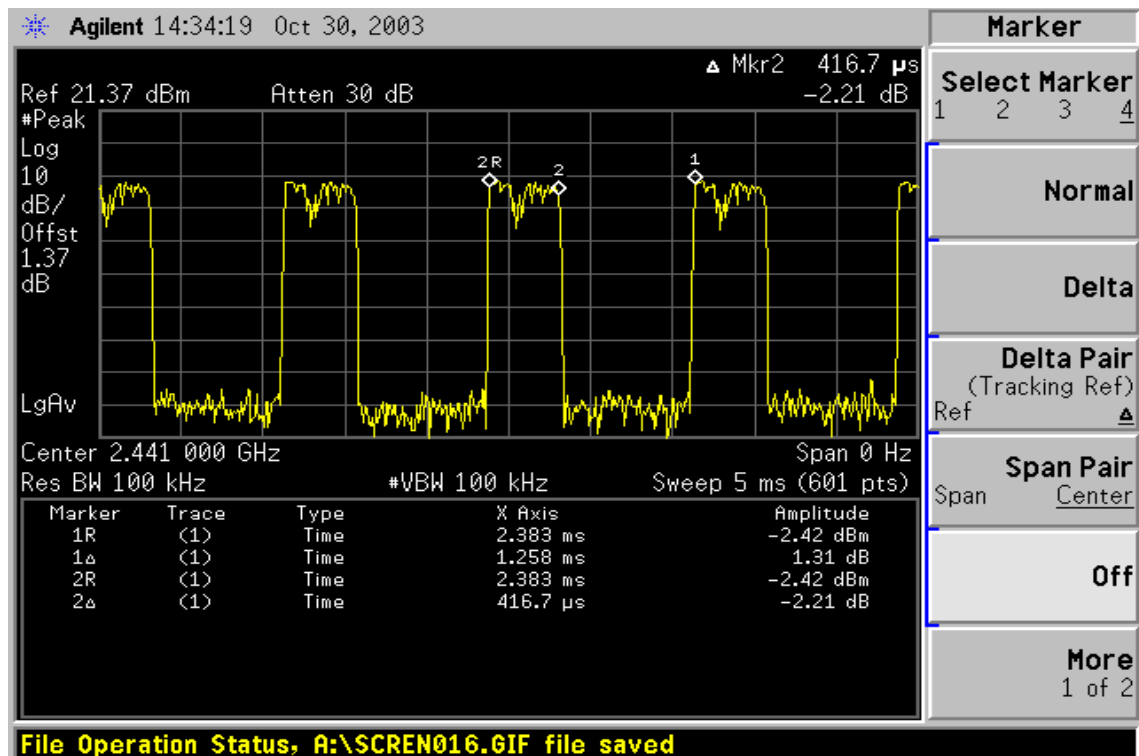 Agilent 14:34:19 Oct 30, 2003
Δ Mkr2 416.7 µs
Ref 21.37 dBm Atten 30 dB -2.21 dB
#Peak
Log
10
dB/
Offst
1.37
dB
2R
2
1
LgAv
Center 2.441 000 GHz Span 0 Hz
Res BW 100 kHz #VBW 100 kHz Sweep 5 ms (601 pts)
Marker Trace Type X Axis Amplitude
1R (1) Time 2.383 ms -2.42 dBm
1Δ (1) Time 1.258 ms 1.31 dB
2R (1) Time 2.383 ms -2.42 dBm
2Δ (1) Time 416.7 µs -2.21 dB
File Operation Status, A:\SCREN016.GIF file saved
Marker
Select Marker
1 2 3 4
Normal
Delta
Delta Pair
(Tracking Ref)
Ref Δ
Span Pair
Span Center
Off
More
1 of 2